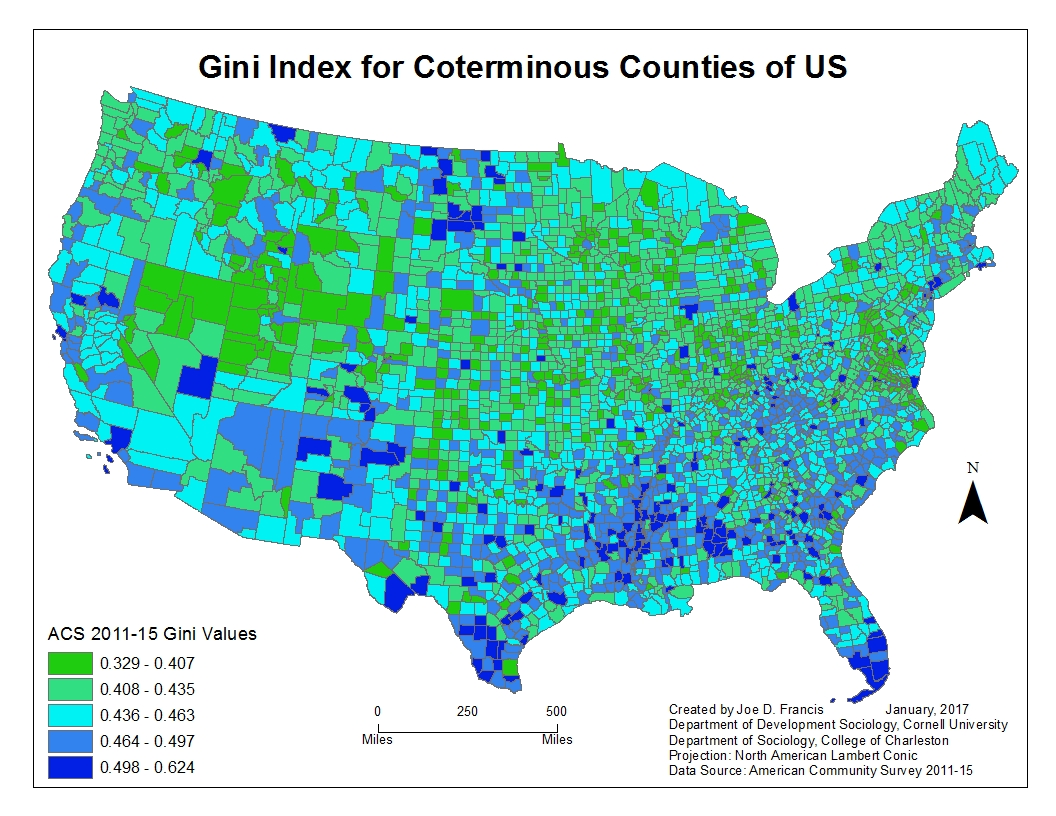 Gini Index for Coterminous Counties of US
N
ACS 2011-15 Gini Values
0.329 - 0.407
0.408 - 0.435
0.436 - 0.463
0.464 - 0.497
0.498 - 0.624
0 250 500
Miles Miles
Created by Joe D. Francis January, 2017
Department of Development Sociology, Cornell University
Department of Sociology, College of Charleston
Projection: North American Lambert Conic
Data Source: American Community Survey 2011-15